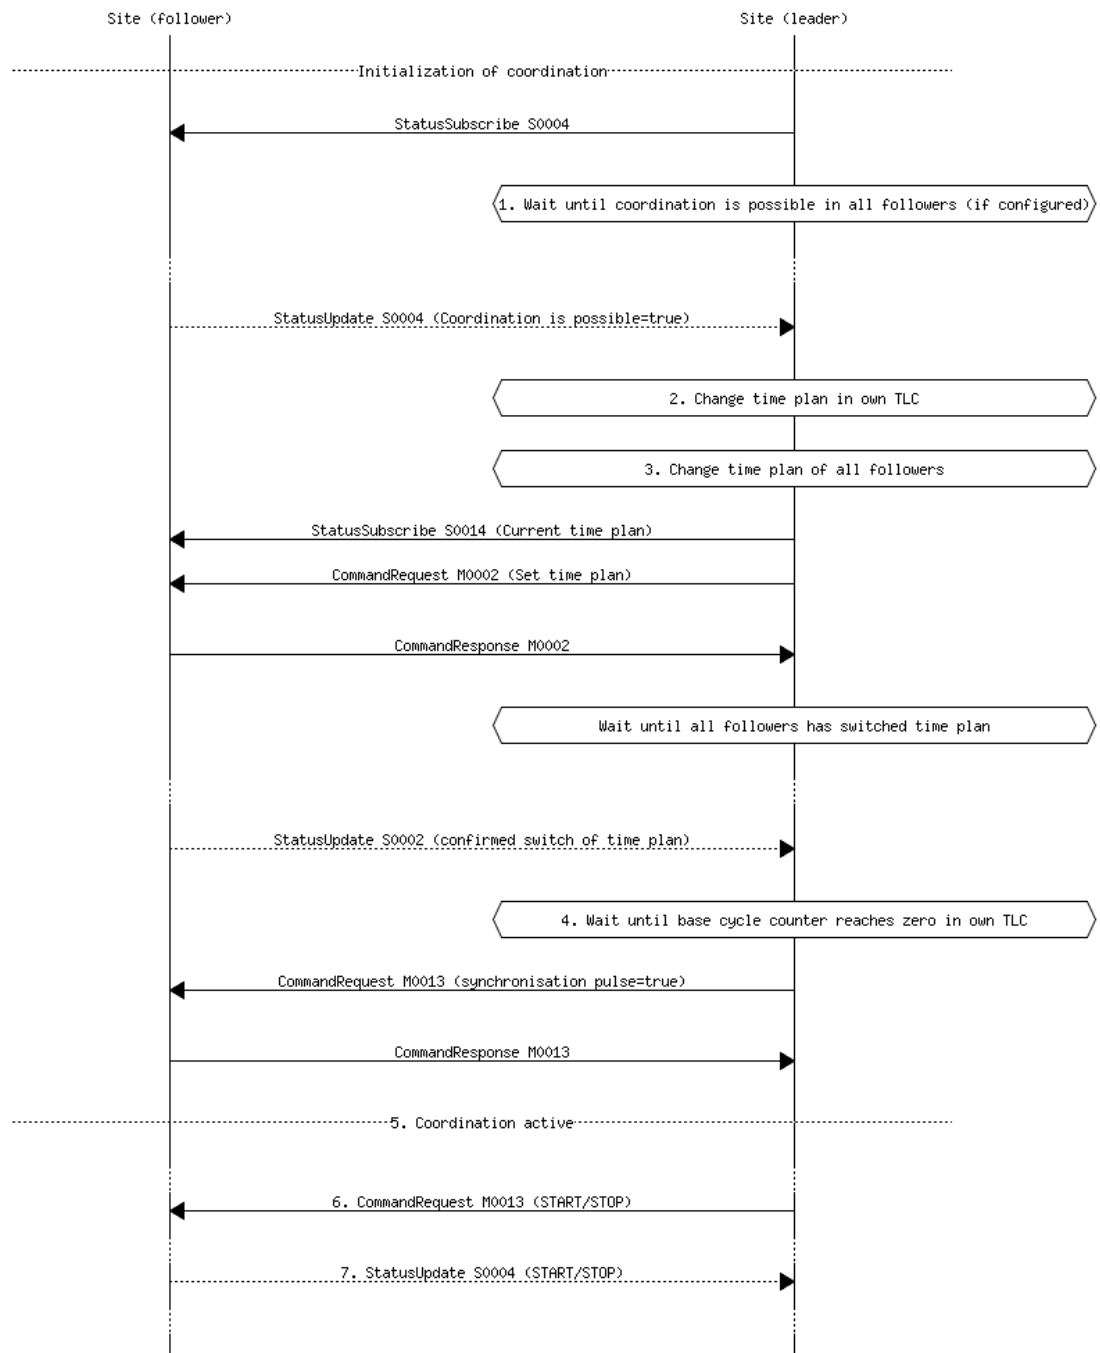 Site (follower)
Site (leader)
Initialization of coordination
StatusSubscribe S0004
1. Wait until coordination is possible in all followers (if configured)
StatusUpdate S0004 (Coordination is possible=true)
2. Change time plan in own TLC
3. Change time plan of all followers
StatusSubscribe S0014 (Current time plan)
CommandRequest M0002 (Set time plan)
CommandResponse M0002
Wait until all followers has switched time plan
StatusUpdate S0002 (confirmed switch of time plan)
4. Wait until base cycle counter reaches zero in own TLC
CommandRequest M0013 (synchronisation pulse=true)
CommandResponse M0013
5. Coordination active
6. CommandRequest M0013 (START/STOP)
7. StatusUpdate S0004 (START/STOP)